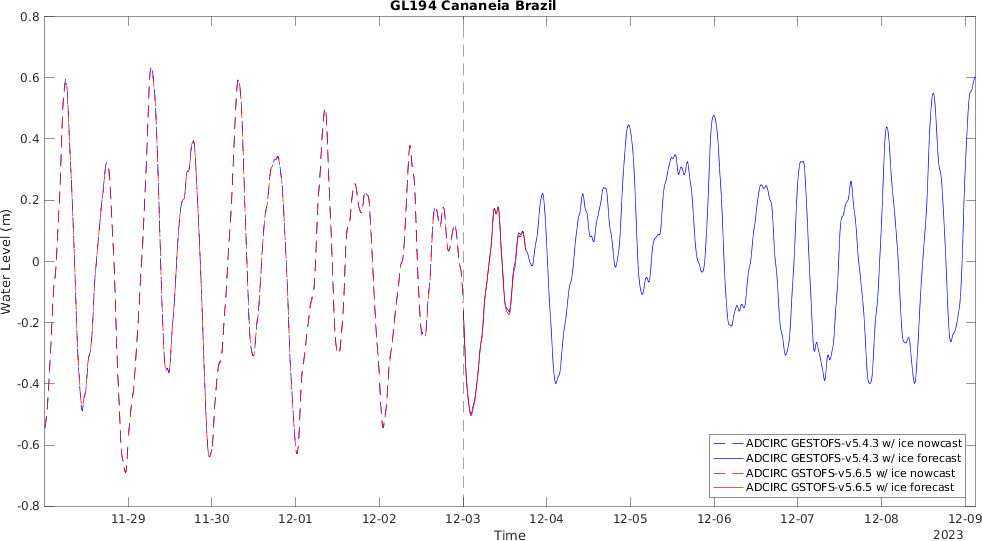 GL194 Cananeia Brazil
0.8
0.6
0.4
0.2
0
-0.2
-0.4
-0.6
-0.8
Water Level (m)
11-29 11-30 12-01 12-02 12-03 12-04 12-05 12-06 12-07 12-08 12-09
2023
Time
ADCIRC GESTOFS-v5.4.3 w/ ice nowcast
ADCIRC GESTOFS-v5.4.3 w/ ice forecast
ADCIRC GSTOFS-v5.6.5 w/ ice nowcast
ADCIRC GSTOFS-v5.6.5 w/ ice forecast